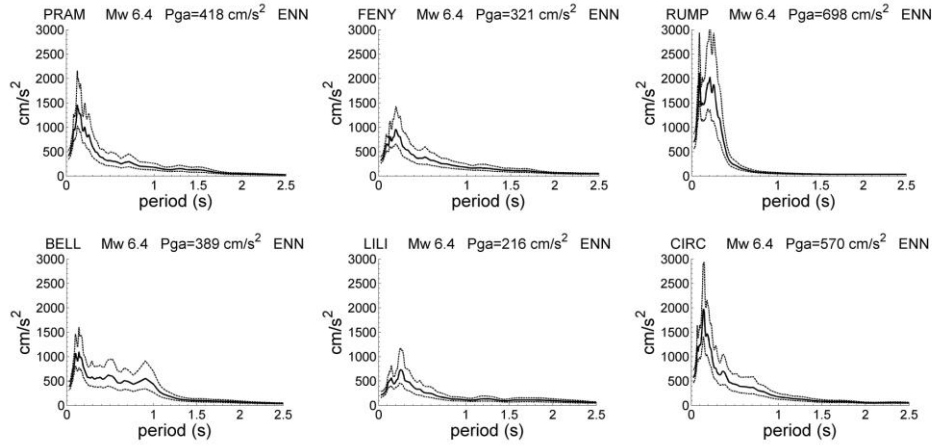 PRAM Mw 6.4 Pga=418 cm/s² ENN
3000
2500
2000
1500
1000
500
0
cm/s²
0 0.5 1 1.5 2 2.5
period (s)
FENY Mw 6.4 Pga=321 cm/s² ENN
3000
2500
2000
1500
1000
500
0
cm/s²
0 0.5 1 1.5 2 2.5
period (s)
RUMP Mw 6.4 Pga=698 cm/s² ENN
3000
2500
2000
1500
1000
500
0
cm/s²
0 0.5 1 1.5 2 2.5
period (s)
BELL Mw 6.4 Pga=389 cm/s² ENN
3000
2500
2000
1500
1000
500
0
cm/s²
0 0.5 1 1.5 2 2.5
period (s)
LILI Mw 6.4 Pga=216 cm/s² ENN
3000
2500
2000
1500
1000
500
0
cm/s²
0 0.5 1 1.5 2 2.5
period (s)
CIRC Mw 6.4 Pga=570 cm/s² ENN
3000
2500
2000
1500
1000
500
0
cm/s²
0 0.5 1 1.5 2 2.5
period (s)